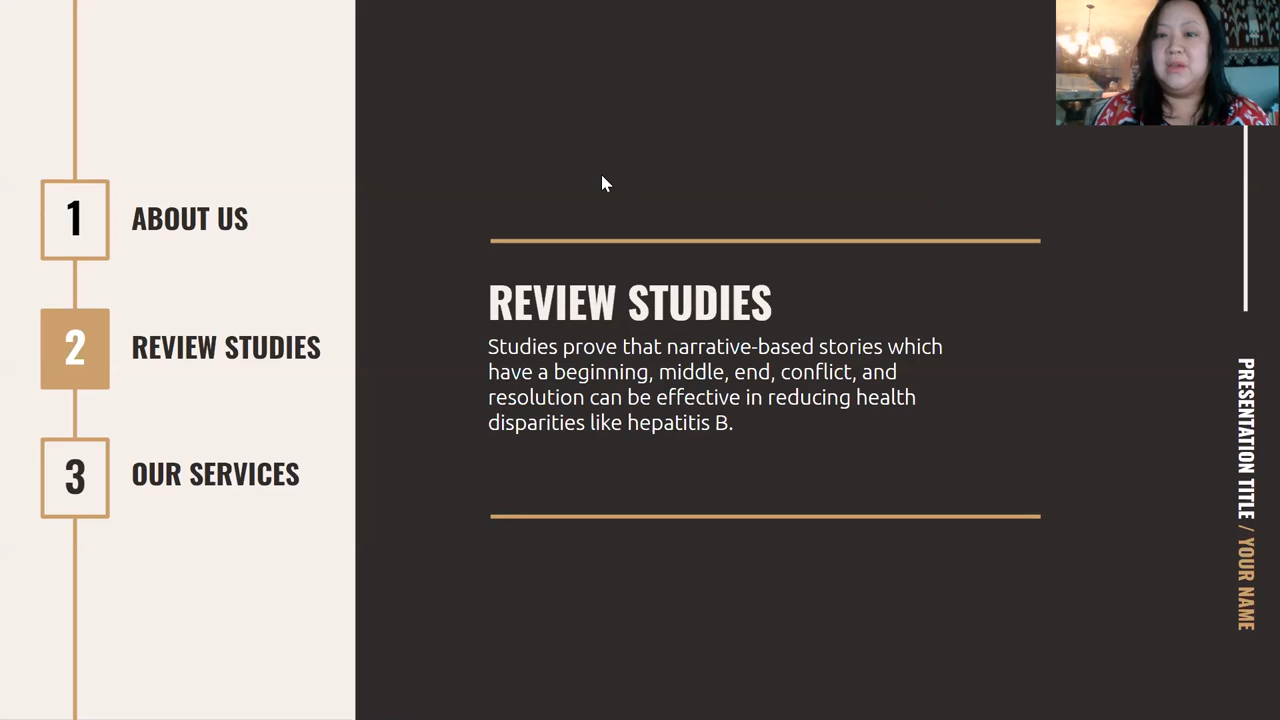 1
ABOUT US
2
REVIEW STUDIES
3
OUR SERVICES
REVIEW STUDIES
Studies prove that narrative-based stories which
have a beginning, middle, end, conflict, and
resolution can be effective in reducing health
disparities like hepatitis B.
PRESENTATION TITLE / YOUR NAME